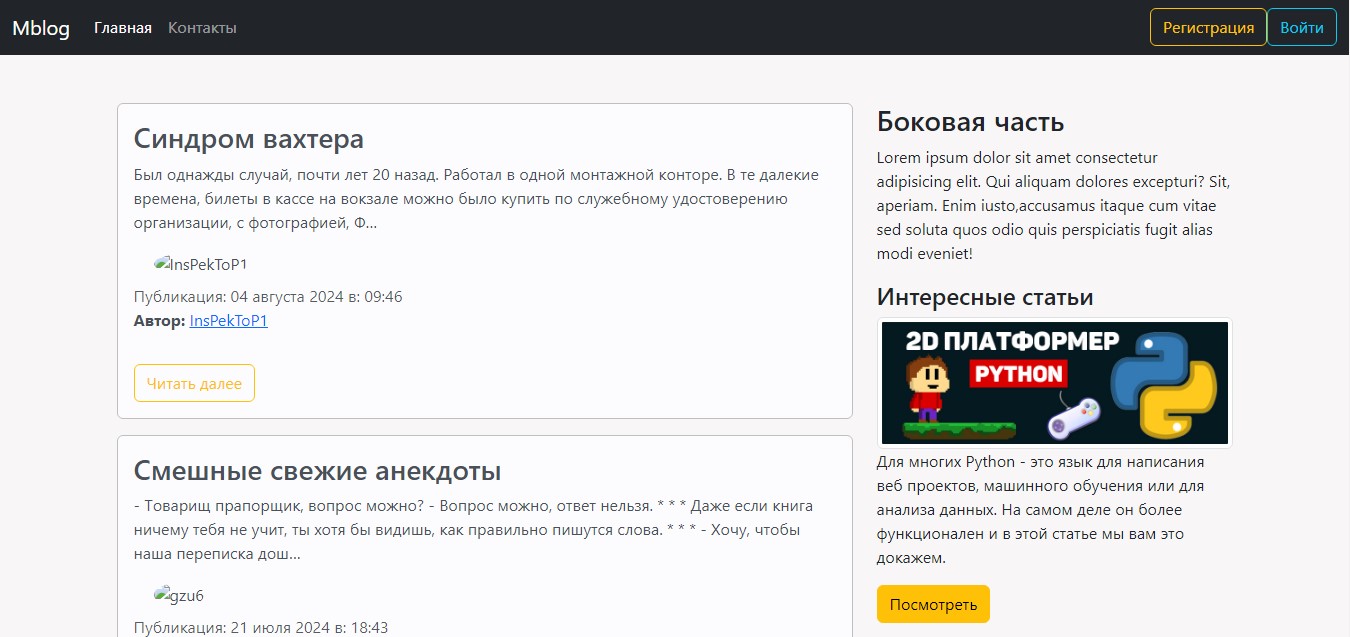 Mblog Главная Контакты Регистрация Войти
Синдром вахтера
Был однажды случай, почти лет 20 назад. Работал в одной монтажной конторе. В те далекие
времена, билеты в кассе на вокзале можно было купить по служебному удостоверению
организации, с фотографией, Ф...
InsPekToP1
Публикация: 04 августа 2024 в: 09:46
Автор: InsPekToP1
Читать далее
Смешные свежие анекдоты
- Товарищ прапорщик, вопрос можно? - Вопрос можно, ответ нельзя. * * * Даже если книга
ничему тебя не учит, ты хотя бы видишь, как правильно пишутся слова. * * * - Хочу, чтобы
наша переписка дош...
gzu6
Публикация: 21 июля 2024 в: 18:43
Боковая часть
Lorem ipsum dolor sit amet consectetur
adipisicing elit. Qui aliquam dolores excepturi? Sit,
aperiam. Enim iusto,accusamus itaque cum vitae
sed soluta quos odio quis perspiciatis fugit alias
modi eveniet!
Интересные статьи
2D ПЛАТФОРМЕР
PYTHON
Для многих Python - это язык для написания
веб проектов, машинного обучения или для
анализа данных. На самом деле он более
функционален и в этой статье мы вам это
докажем.
Посмотреть